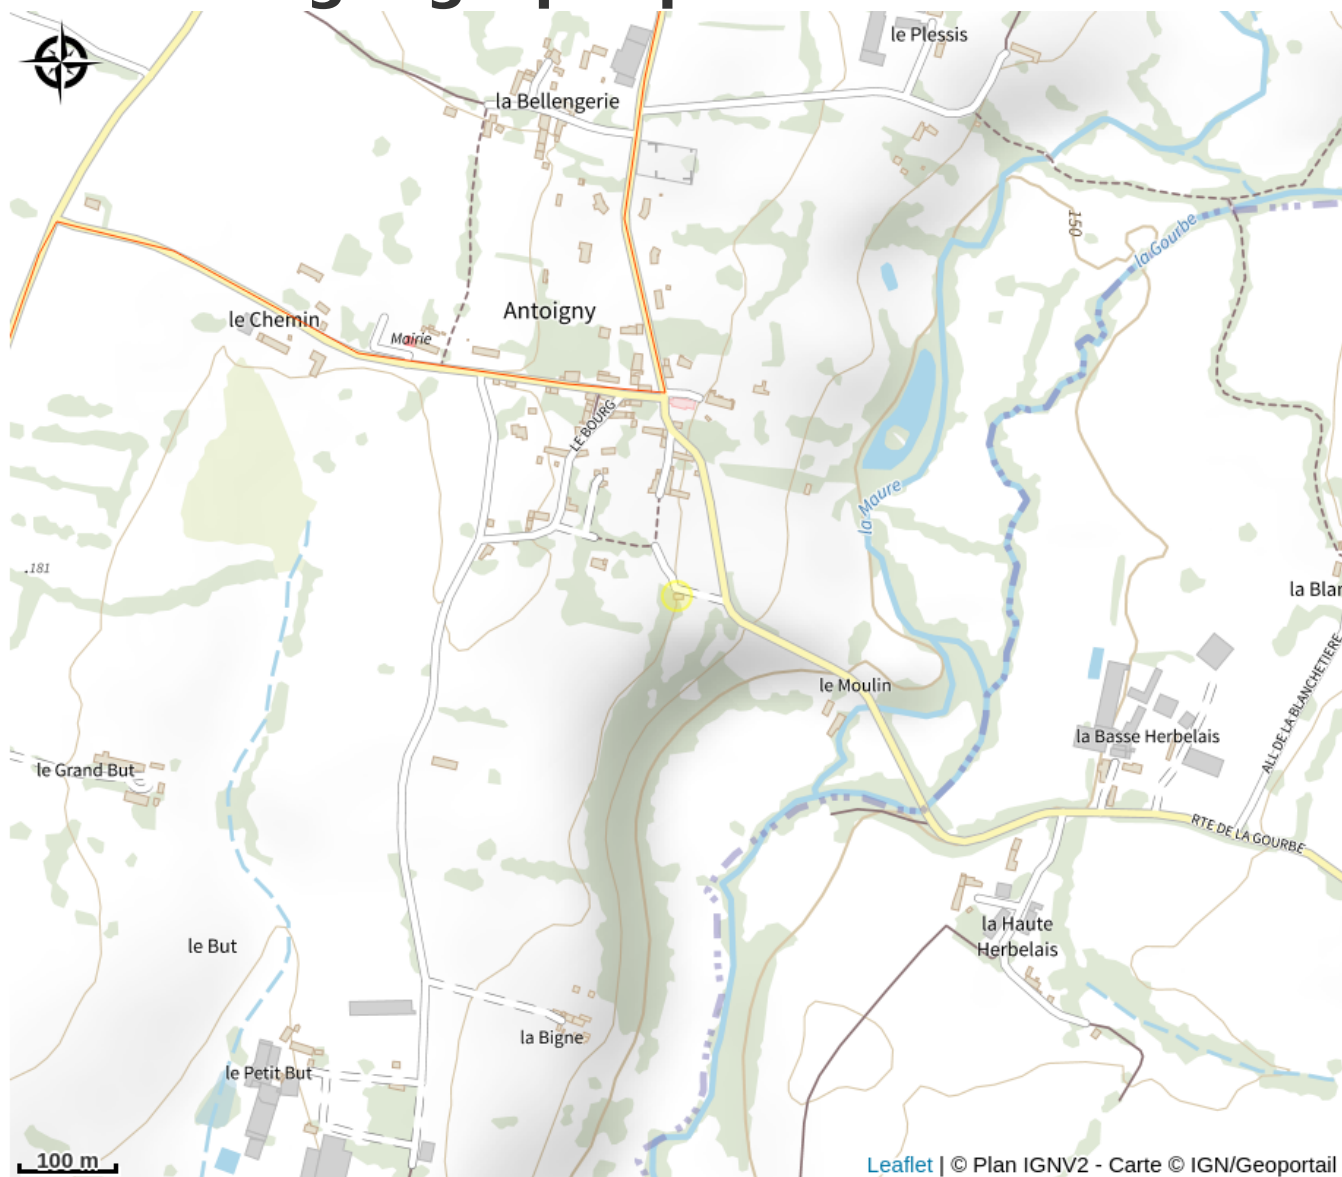 le Plessis
la Bellengerie
150
la Gourbe
Antoigny
le Chemin
Mairie
LE BOURG
la Maure
.181
la Blan
ALL DE LA BLANCHETIERE
le Moulin
la Basse Herbelais
le Grand But
RTE DE LA GOURBE
la Haute
Herbelais
le But
la Bigne
le Petit But
100 m
Leaflet | © Plan IGNV2 - Carte © IGN/Geoportail